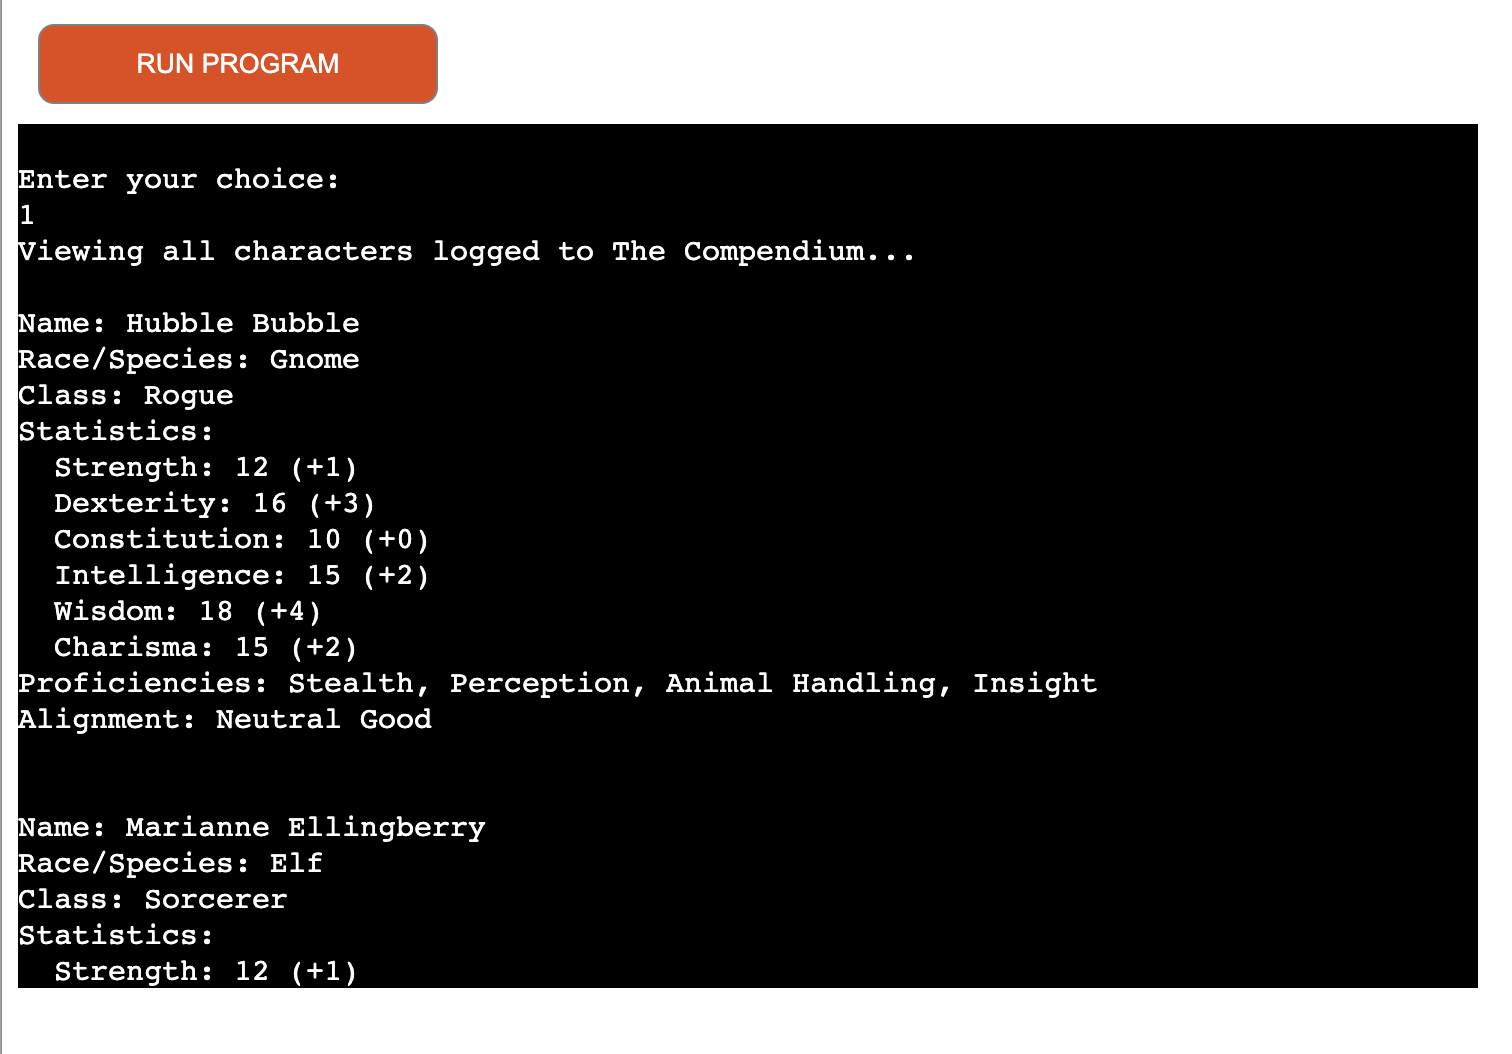 RUN PROGRAM
Enter your choice:
1
Viewing all characters logged to The Compendium...
Name: Hubble Bubble
Race/Species: Gnome
Class: Rogue
Statistics:
  Strength: 12 (+1)
  Dexterity: 16 (+3)
  Constitution: 10 (+0)
  Intelligence: 15 (+2)
  Wisdom: 18 (+4)
  Charisma: 15 (+2)
Proficiencies: Stealth, Perception, Animal Handling, Insight
Alignment: Neutral Good
Name: Marianne Ellingberry
Race/Species: Elf
Class: Sorcerer
Statistics:
  Strength: 12 (+1)